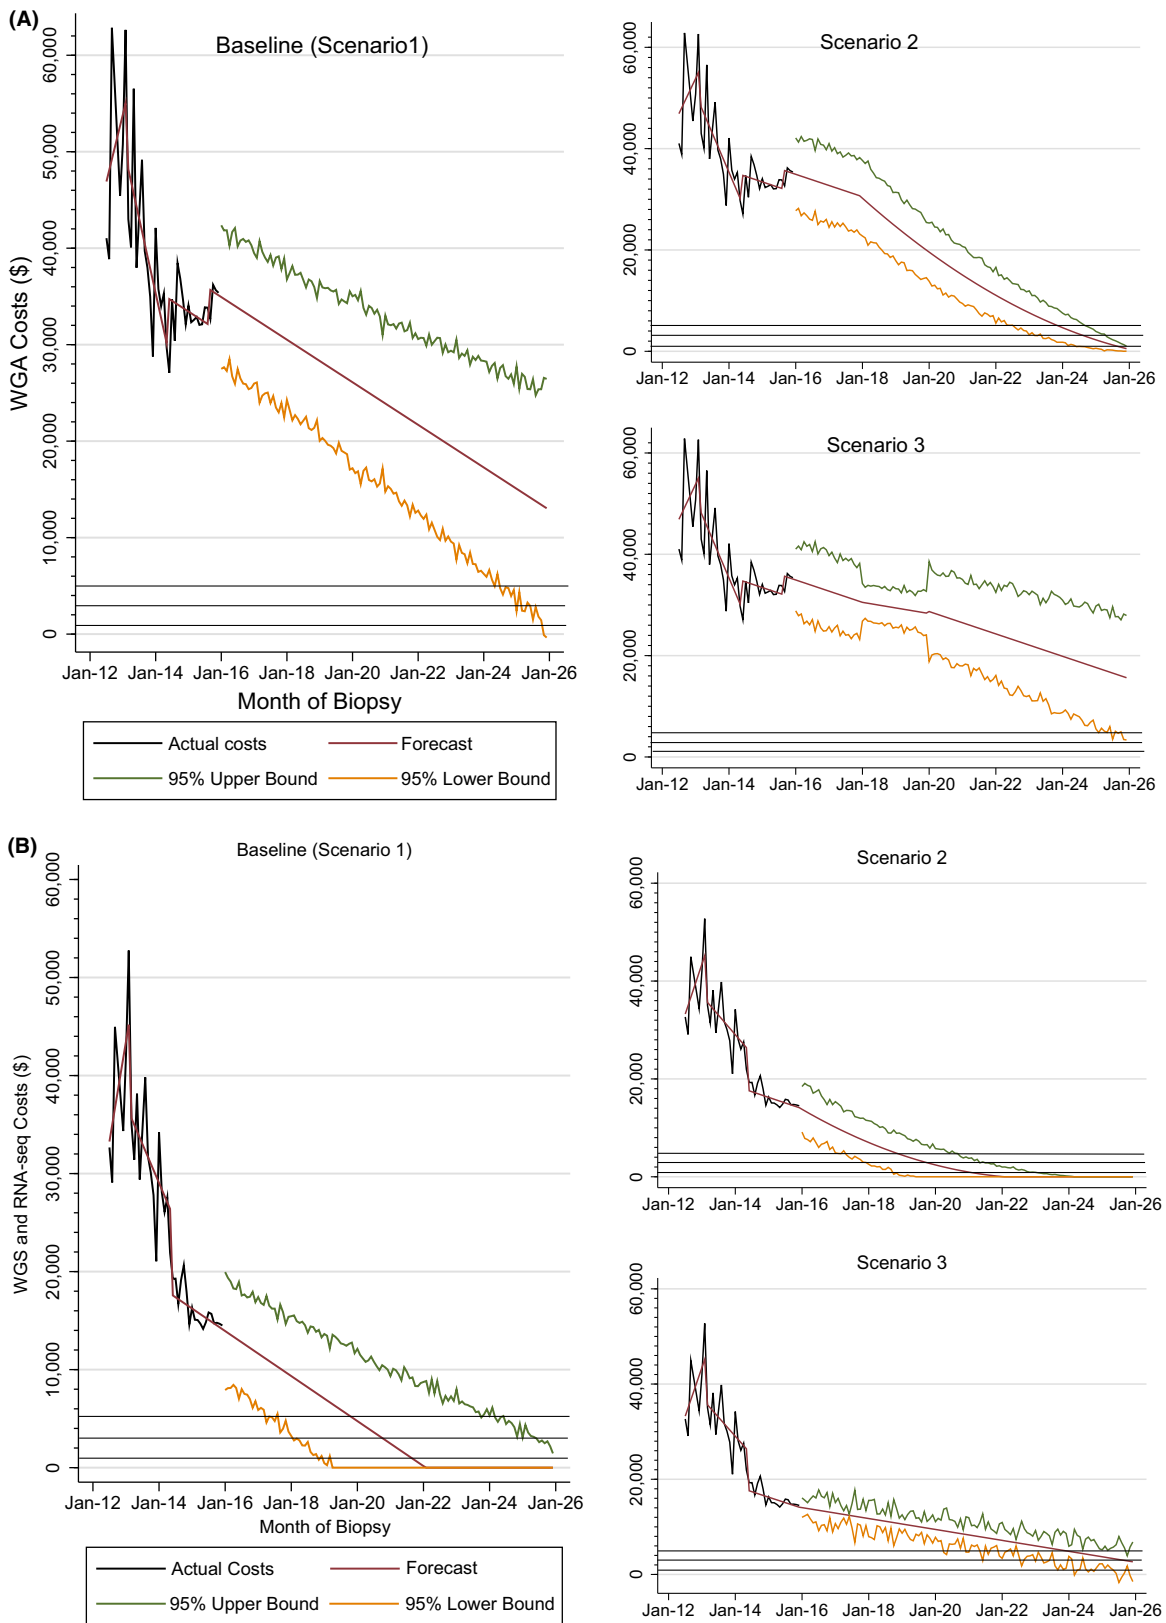 (A)
Baseline (Scenario1)
WGA Costs ($)
60,000
50,000
40,000
30,000
20,000
10,000
0
Jan-12 Jan-14 Jan-16 Jan-18 Jan-20 Jan-22 Jan-24 Jan-26
Month of Biopsy
Actual costs Forecast
95% Upper Bound 95% Lower Bound
Scenario 2
60,000
40,000
20,000
0
Jan-12 Jan-14 Jan-16 Jan-18 Jan-20 Jan-22 Jan-24 Jan-26
Scenario 3
60,000
40,000
20,000
0
Jan-12 Jan-14 Jan-16 Jan-18 Jan-20 Jan-22 Jan-24 Jan-26
(B)
Baseline (Scenario 1)
WGS and RNA-seq Costs ($)
60,000
50,000
40,000
30,000
20,000
10,000
0
Jan-12 Jan-14 Jan-16 Jan-18 Jan-20 Jan-22 Jan-24 Jan-26
Month of Biopsy
Actual Costs Forecast
95% Upper Bound 95% Lower Bound
Scenario 2
60,000
40,000
20,000
0
Jan-12 Jan-14 Jan-16 Jan-18 Jan-20 Jan-22 Jan-24 Jan-26
Scenario 3
60,000
40,000
20,000
0
Jan-12 Jan-14 Jan-16 Jan-18 Jan-20 Jan-22 Jan-24 Jan-26